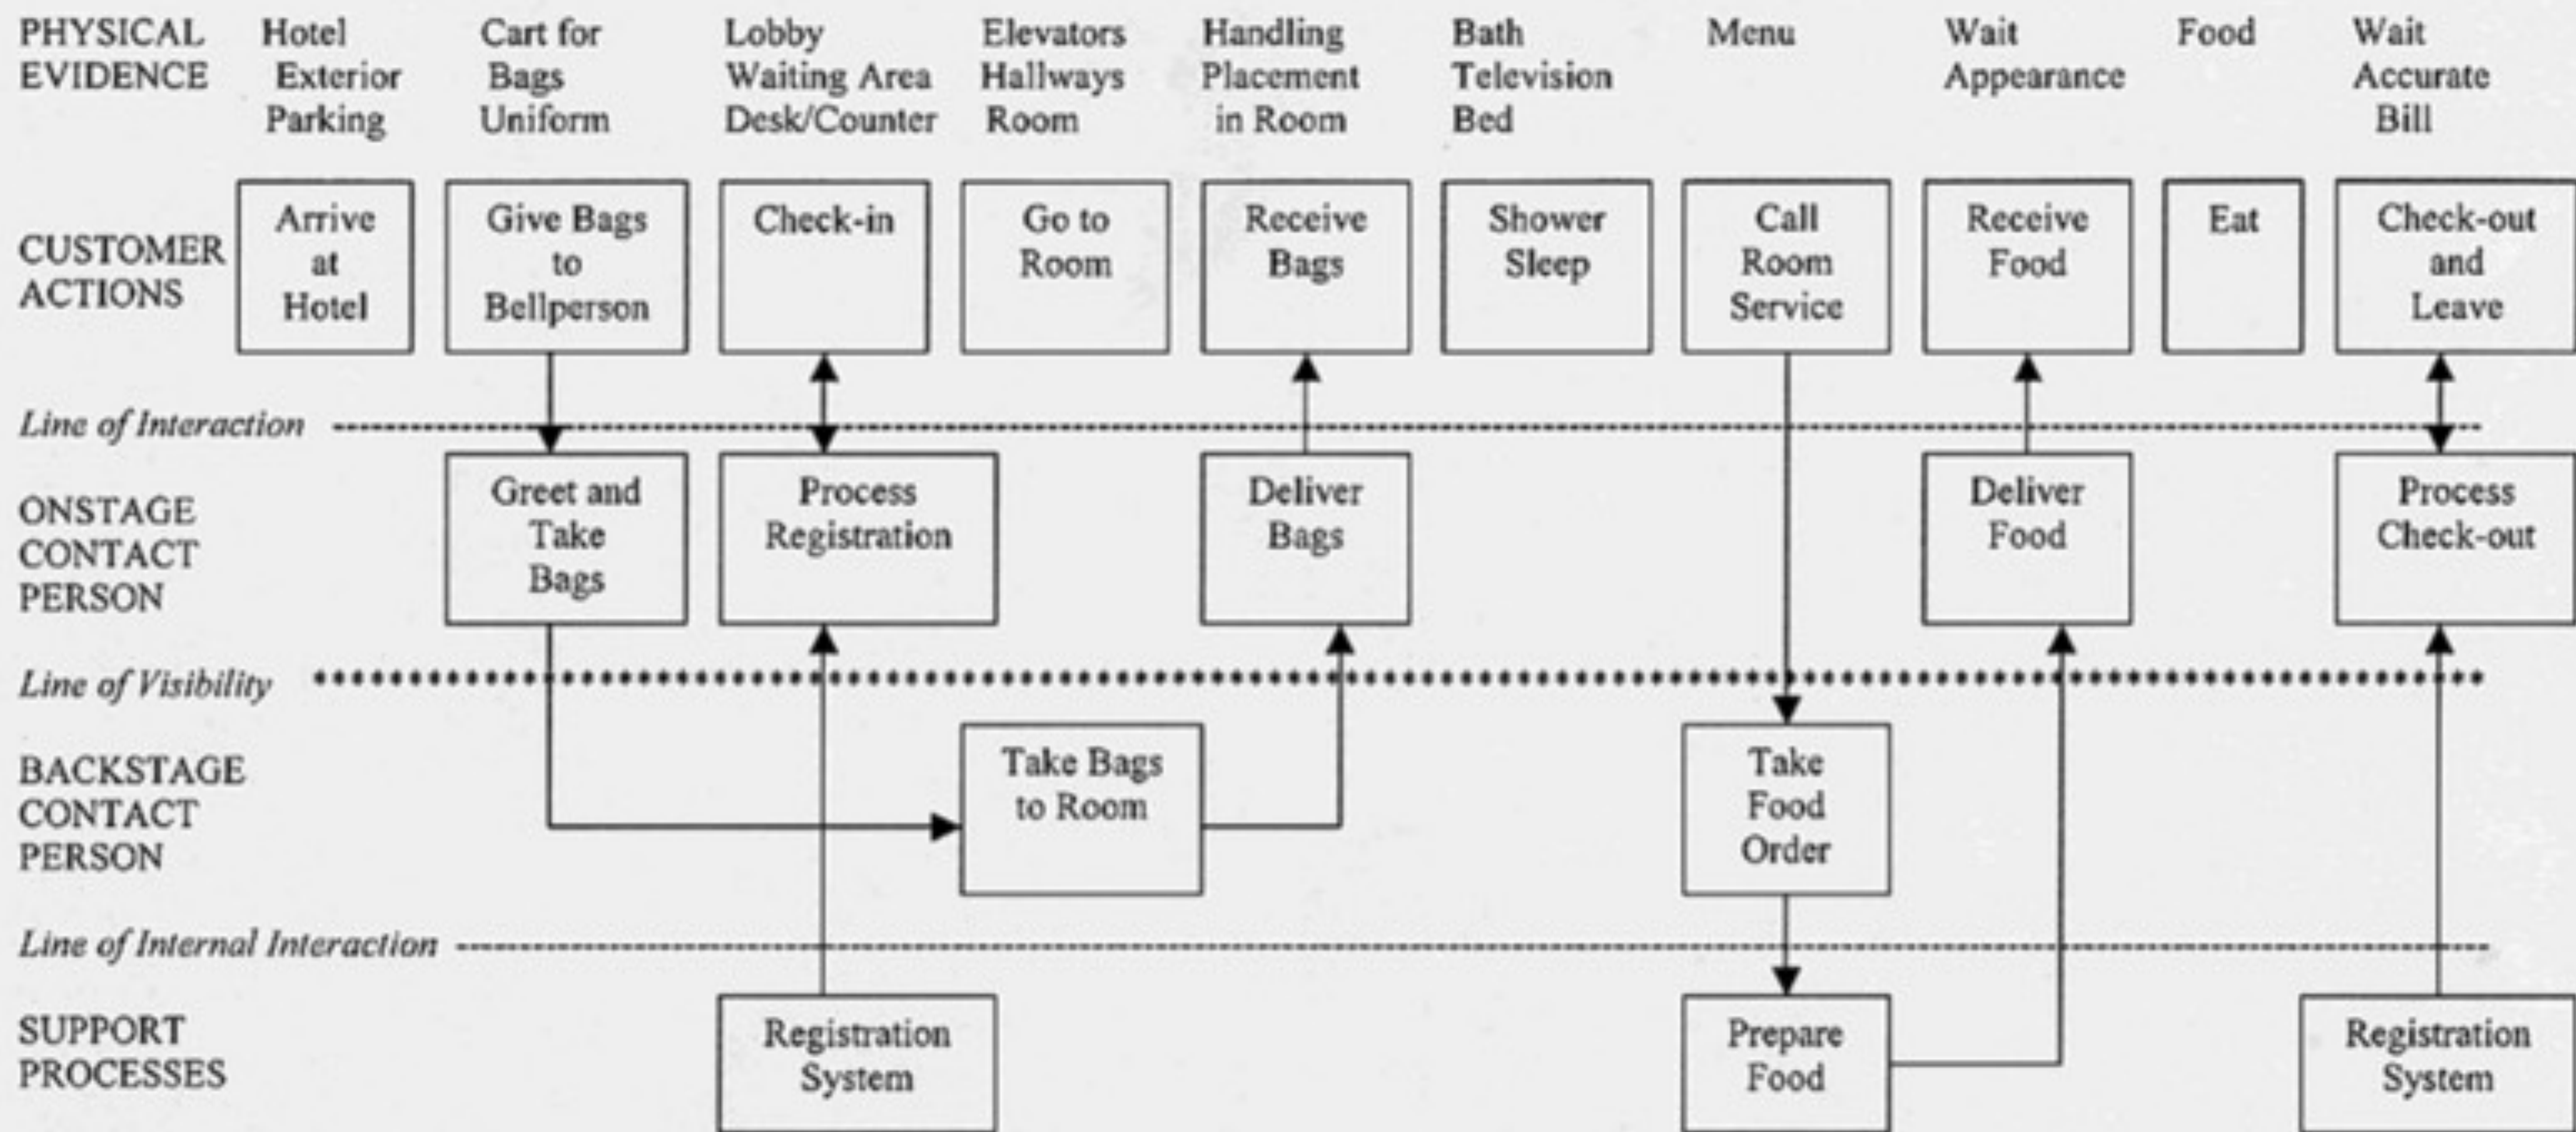 PHYSICAL
EVIDENCE
Hotel
Exterior
Parking
Cart for
Bags
Uniform
Lobby
Waiting Area
Desk/Counter
Elevators
Hallways
Room
Handling
Placement
in Room
Bath
Television
Bed
Menu
Wait
Appearance
Food
Wait
Accurate
Bill
CUSTOMER
ACTIONS
Arrive
at
Hotel
Give Bags
to
Bellperson
Check-in
Go to
Room
Receive
Bags
Shower
Sleep
Call
Room
Service
Receive
Food
Eat
Check-out
and
Leave
Line of Interaction
ONSTAGE
CONTACT
PERSON
Greet and
Take
Bags
Process
Registration
Deliver
Bags
Deliver
Food
Process
Check-out
Line of Visibility
BACKSTAGE
CONTACT
PERSON
Take Bags
to Room
Take
Food
Order
Line of Internal Interaction
SUPPORT
PROCESSES
Registration
System
Prepare
Food
Registration
System